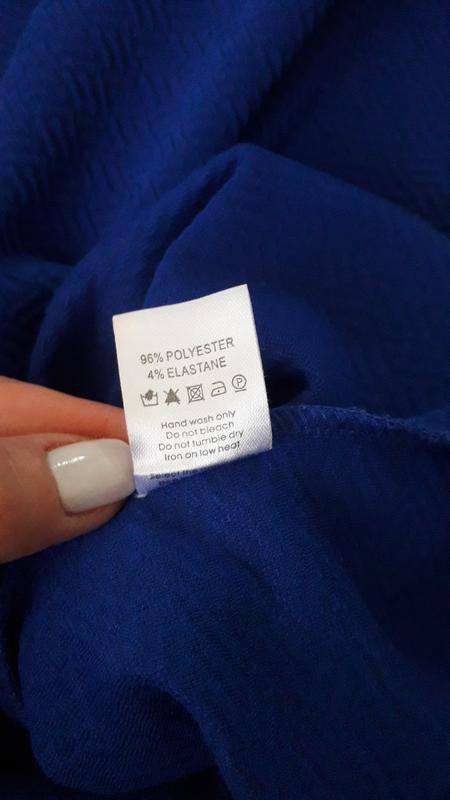 96% POLYESTER
4% ELASTANE
Hand wash only
Do not bleach
Do not tumble dry
Iron on low heat